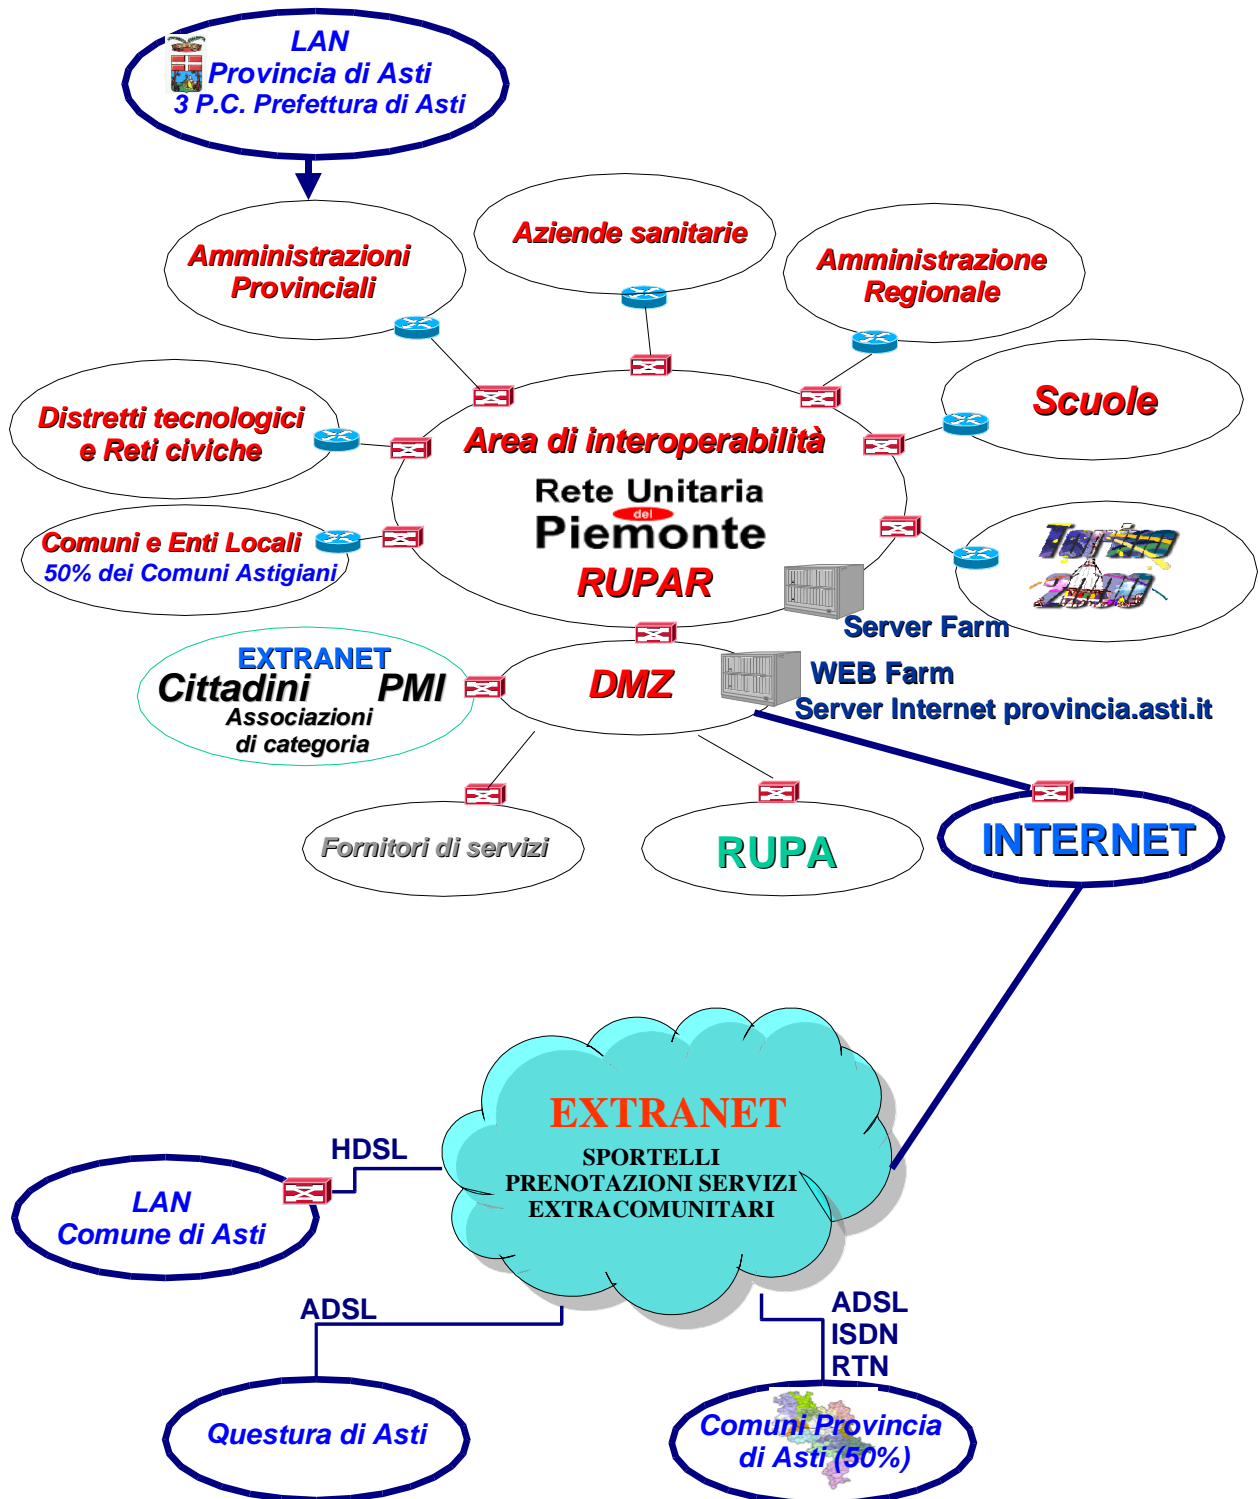 LAN
Provincia di Asti
3 P.C. Prefettura di Asti
Aziende sanitarie
Amministrazioni
Provinciali
Amministrazione
Regionale
Scuole
Distretti tecnologici
e Reti civiche
Area di interoperabilità
Rete Unitaria
del
Piemonte
RUPAR
Comuni e Enti Locali
50% dei Comuni Astigiani
Torino
Server Farm
EXTRANET
Cittadini PMI
Associazioni
di categoria
DMZ
WEB Farm
Server Internet provincia.asti.it
Fornitori di servizi
RUPA
INTERNET
EXTRANET
SPORTELLI
PRENOTAZIONI SERVIZI
EXTRACOMUNITARI
HDSL
LAN
Comune di Asti
ADSL
ADSL
ISDN
RTN
Questura di Asti
Comuni Provincia
di Asti (50%)